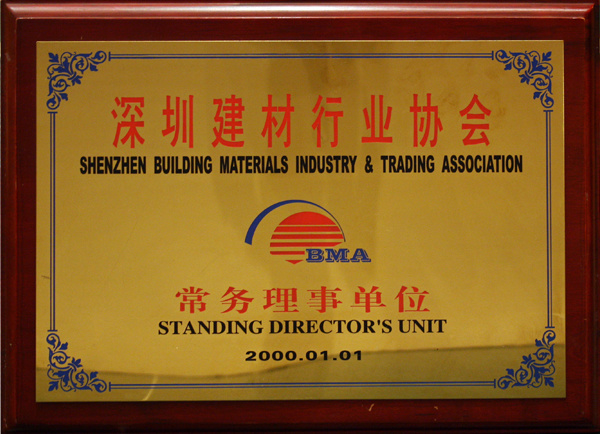 深圳建材行业协会
SHENZHEN BUILDING MATERIALS INDUSTRY & TRADING ASSOCIATION
BMA
常务理事单位
STANDING DIRECTOR'S UNIT
2000.01.01